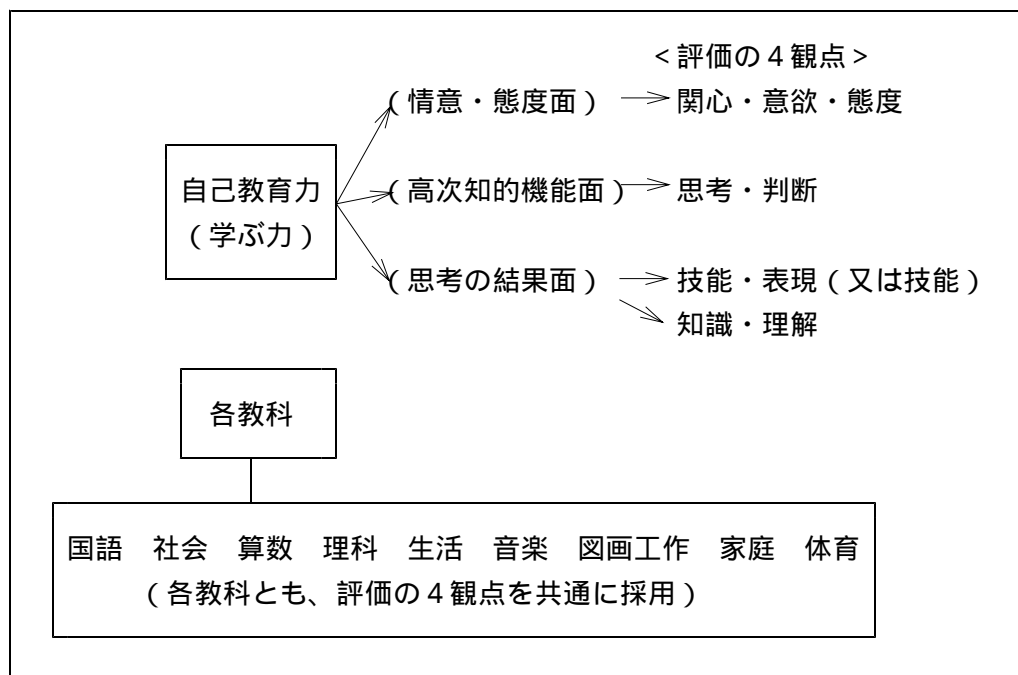 <評価の4観点>
(情意・態度面) 関心・意欲・態度
自己教育力
(学ぶ力)
(高次知的機能面) 思考・判断
(思考の結果面) 技能・表現(又は技能)
知識・理解
各教科
国語 社会 算数 理科 生活 音楽 図画工作 家庭 体育
(各教科とも、評価の4観点を共通に採用)